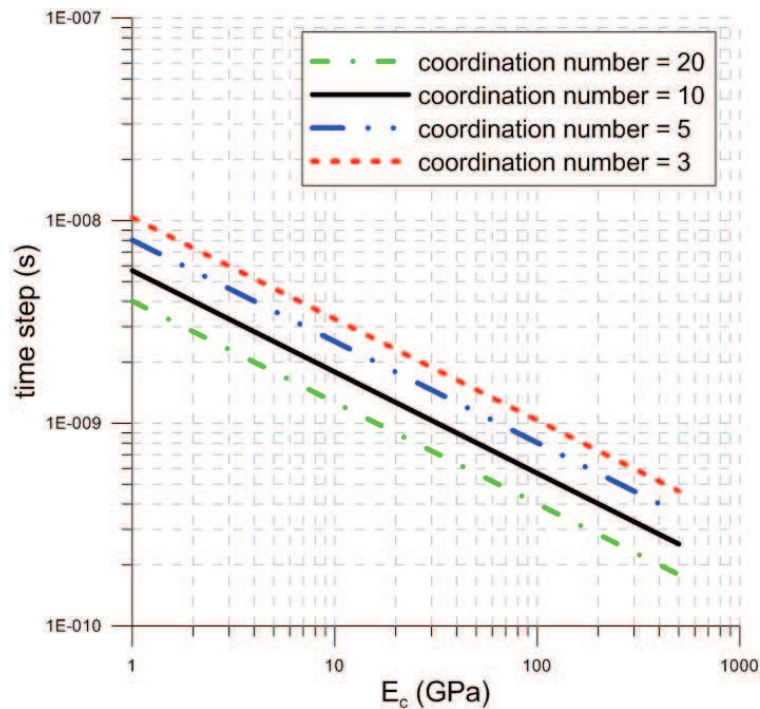 1E-007
coordination number = 20
coordination number = 10
coordination number = 5
coordination number = 3
1E-008
time step (s)
1E-009
1E-010
1 10 100 1000
E_c (GPa)